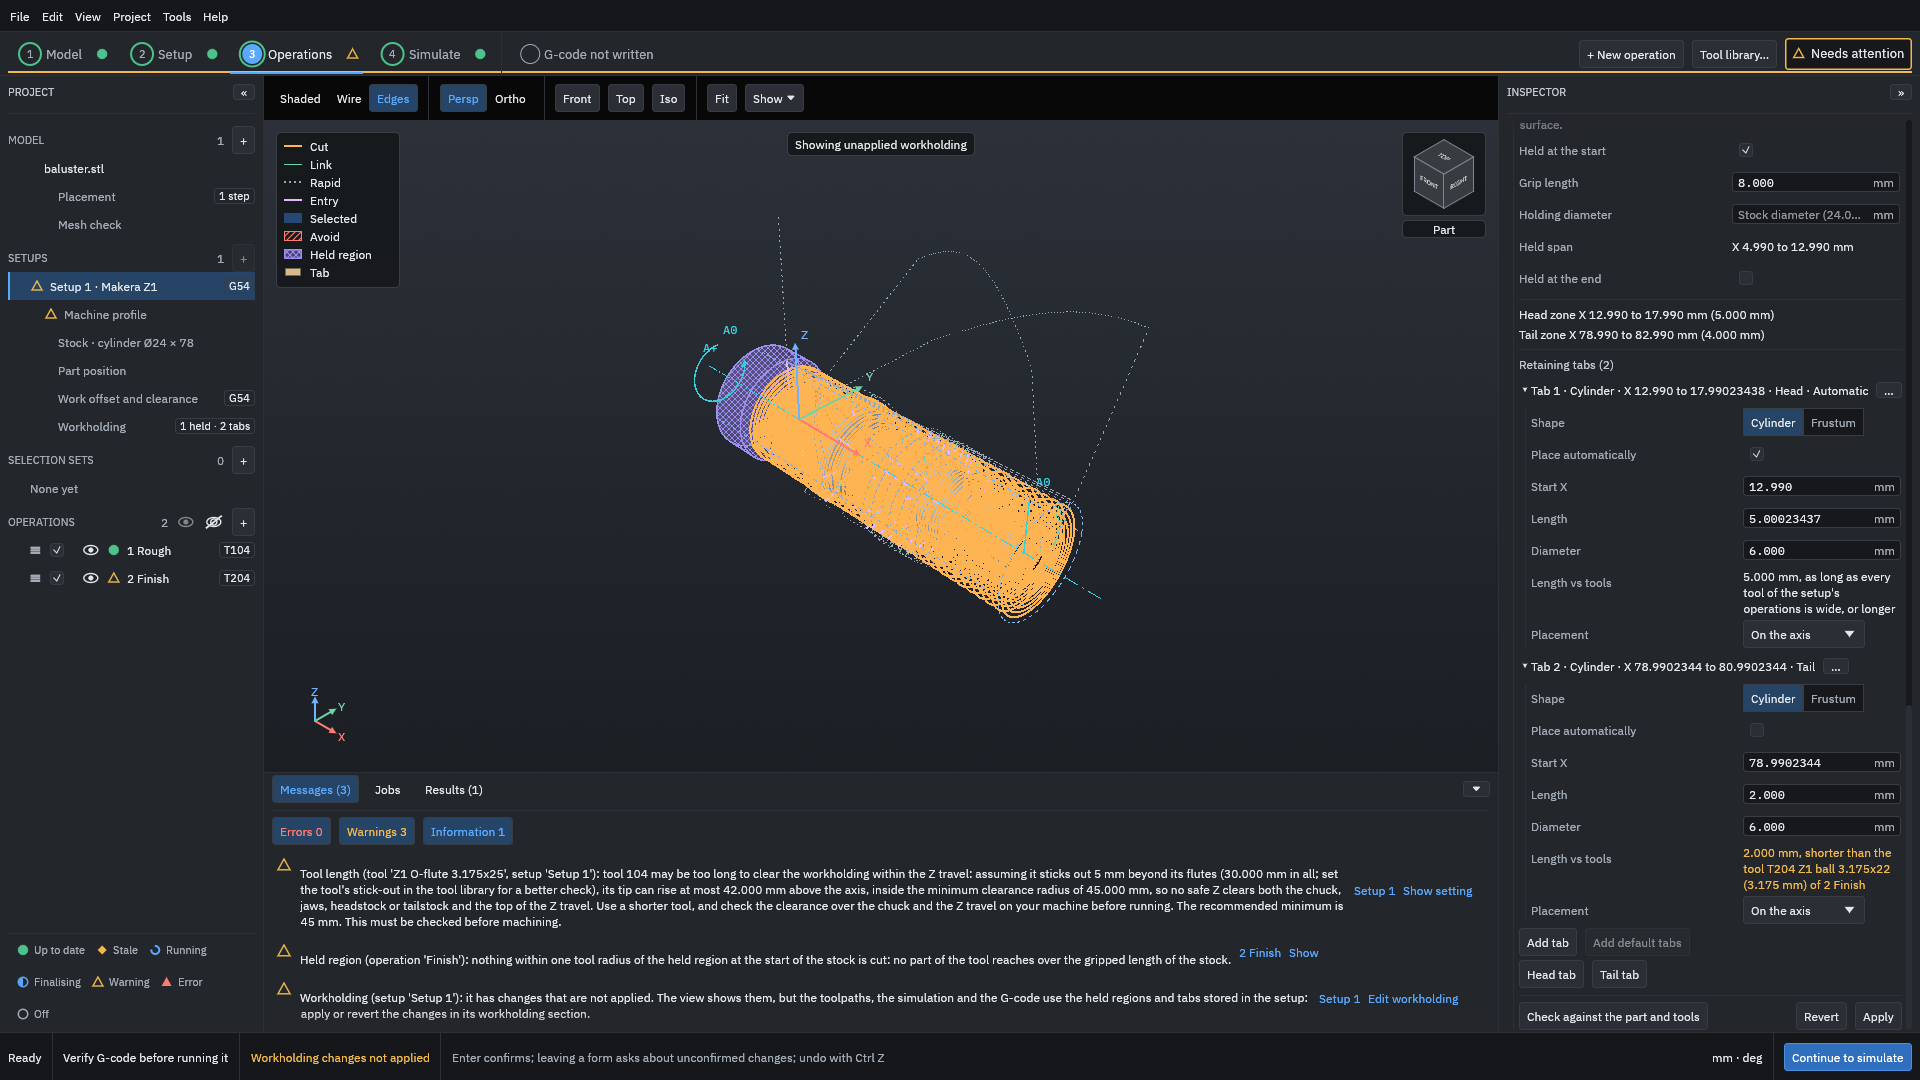 File Edit View Project Tools Help
1 Model 2 Setup 3 Operations 4 Simulate G-code not written + New operation Tool library... Needs attention
PROJECT «
MODEL 1 +
baluster.stl
Placement 1 step
Mesh check
SETUPS 1 +
Setup 1 · Makera Z1 G54
Machine profile
Stock · cylinder Ø24 × 78
Part position
Work offset and clearance G54
Workholding 1 held · 2 tabs
SELECTION SETS 0 +
None yet
OPERATIONS 2 +
1 Rough T104
2 Finish T204
Up to date Stale Running
Finalising Warning Error
Off
Shaded Wire Edges Persp Ortho Front Top Iso Fit Show
Cut
Link
Rapid
Entry
Selected
Avoid
Held region
Tab
Showing unapplied workholding
TOP
FRONT RIGHT
Part
A0
A+
Z
Y
X
A0
Z
Y
X
Messages (3) Jobs Results (1)
Errors 0 Warnings 3 Information 1
Tool length (tool 'Z1 O-flute 3.175x25', setup 'Setup 1'): tool 104 may be too long to clear the workholding within the Z travel: assuming it sticks out 5 mm beyond its flutes (30.000 mm in all; set
the tool's stick-out in the tool library for a better check), its tip can rise at most 42.000 mm above the axis, inside the minimum clearance radius of 45.000 mm, so no safe Z clears both the chuck,
jaws, headstock or tailstock and the top of the Z travel. Use a shorter tool, and check the clearance over the chuck and the Z travel on your machine before running. The recommended minimum is
45 mm. This must be checked before machining.
Setup 1 Show setting
Held region (operation 'Finish'): nothing within one tool radius of the held region at the start of the stock is cut: no part of the tool reaches over the gripped length of the stock.
2 Finish Show
Workholding (setup 'Setup 1'): it has changes that are not applied. The view shows them, but the toolpaths, the simulation and the G-code use the held regions and tabs stored in the setup:
apply or revert the changes in its workholding section.
Setup 1 Edit workholding
INSPECTOR »
surface.
Held at the start
Grip length 8.000 mm
Holding diameter Stock diameter (24.0... mm
Held span X 4.990 to 12.990 mm
Held at the end
Head zone X 12.990 to 17.990 mm (5.000 mm)
Tail zone X 78.990 to 82.990 mm (4.000 mm)
Retaining tabs (2)
Tab 1 · Cylinder · X 12.990 to 17.99023438 · Head · Automatic ...
Shape Cylinder Frustum
Place automatically
Start X 12.990 mm
Length 5.00023437 mm
Diameter 6.000 mm
Length vs tools 5.000 mm, as long as every
tool of the setup's
operations is wide, or longer
Placement On the axis
Tab 2 · Cylinder · X 78.9902344 to 80.9902344 · Tail ...
Shape Cylinder Frustum
Place automatically
Start X 78.9902344 mm
Length 2.000 mm
Diameter 6.000 mm
Length vs tools 2.000 mm, shorter than the
tool T204 Z1 ball 3.175x22
(3.175 mm) of 2 Finish
Placement On the axis
Add tab Add default tabs
Head tab Tail tab
Check against the part and tools Revert Apply
Ready Verify G-code before running it Workholding changes not applied Enter confirms; leaving a form asks about unconfirmed changes; undo with Ctrl Z mm · deg Continue to simulate